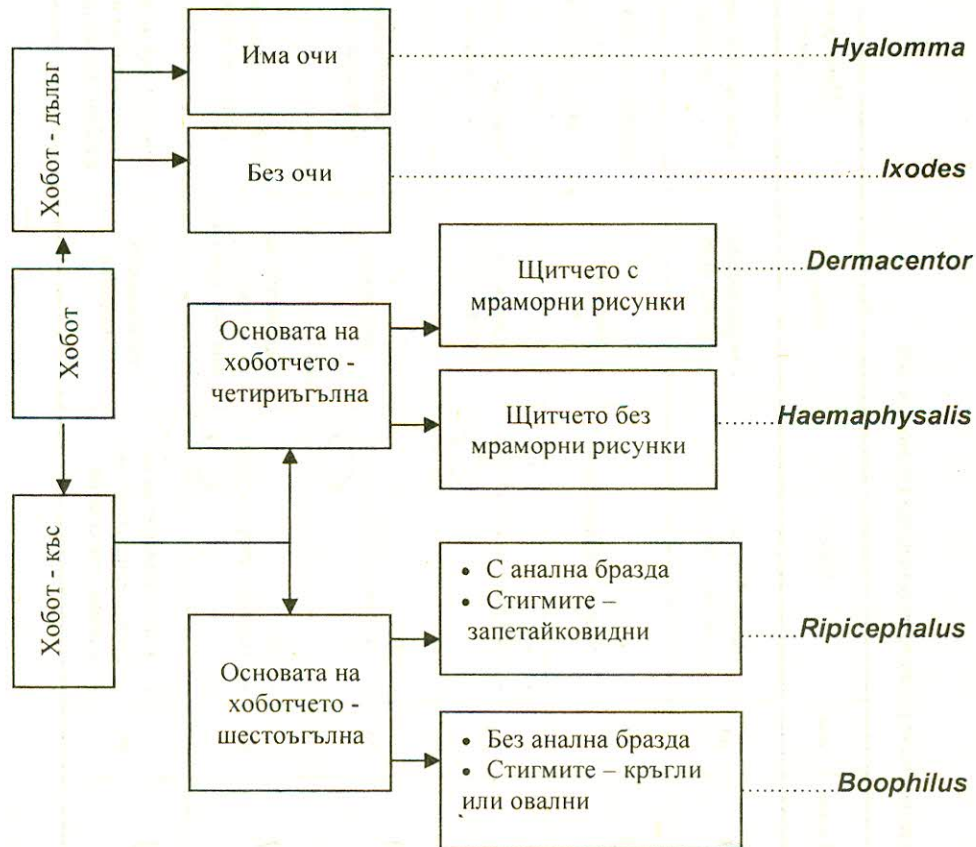 Хобот - дълъг
Има очи
Hyalomma
Без очи
Ixodes
Хобот
Щитчето с
мраморни рисунки
Dermacentor
Основата на
хоботчето -
четириъгълна
Щитчето без
мраморни рисунки
Haemaphysalis
Хобот - къс
• С анална бразда
• Стигмите –
запетайковидни
Ripicephalus
Основата на
хоботчето -
шестоъгълна
• Без анална бразда
• Стигмите – кръгли
или овални
Boophilus